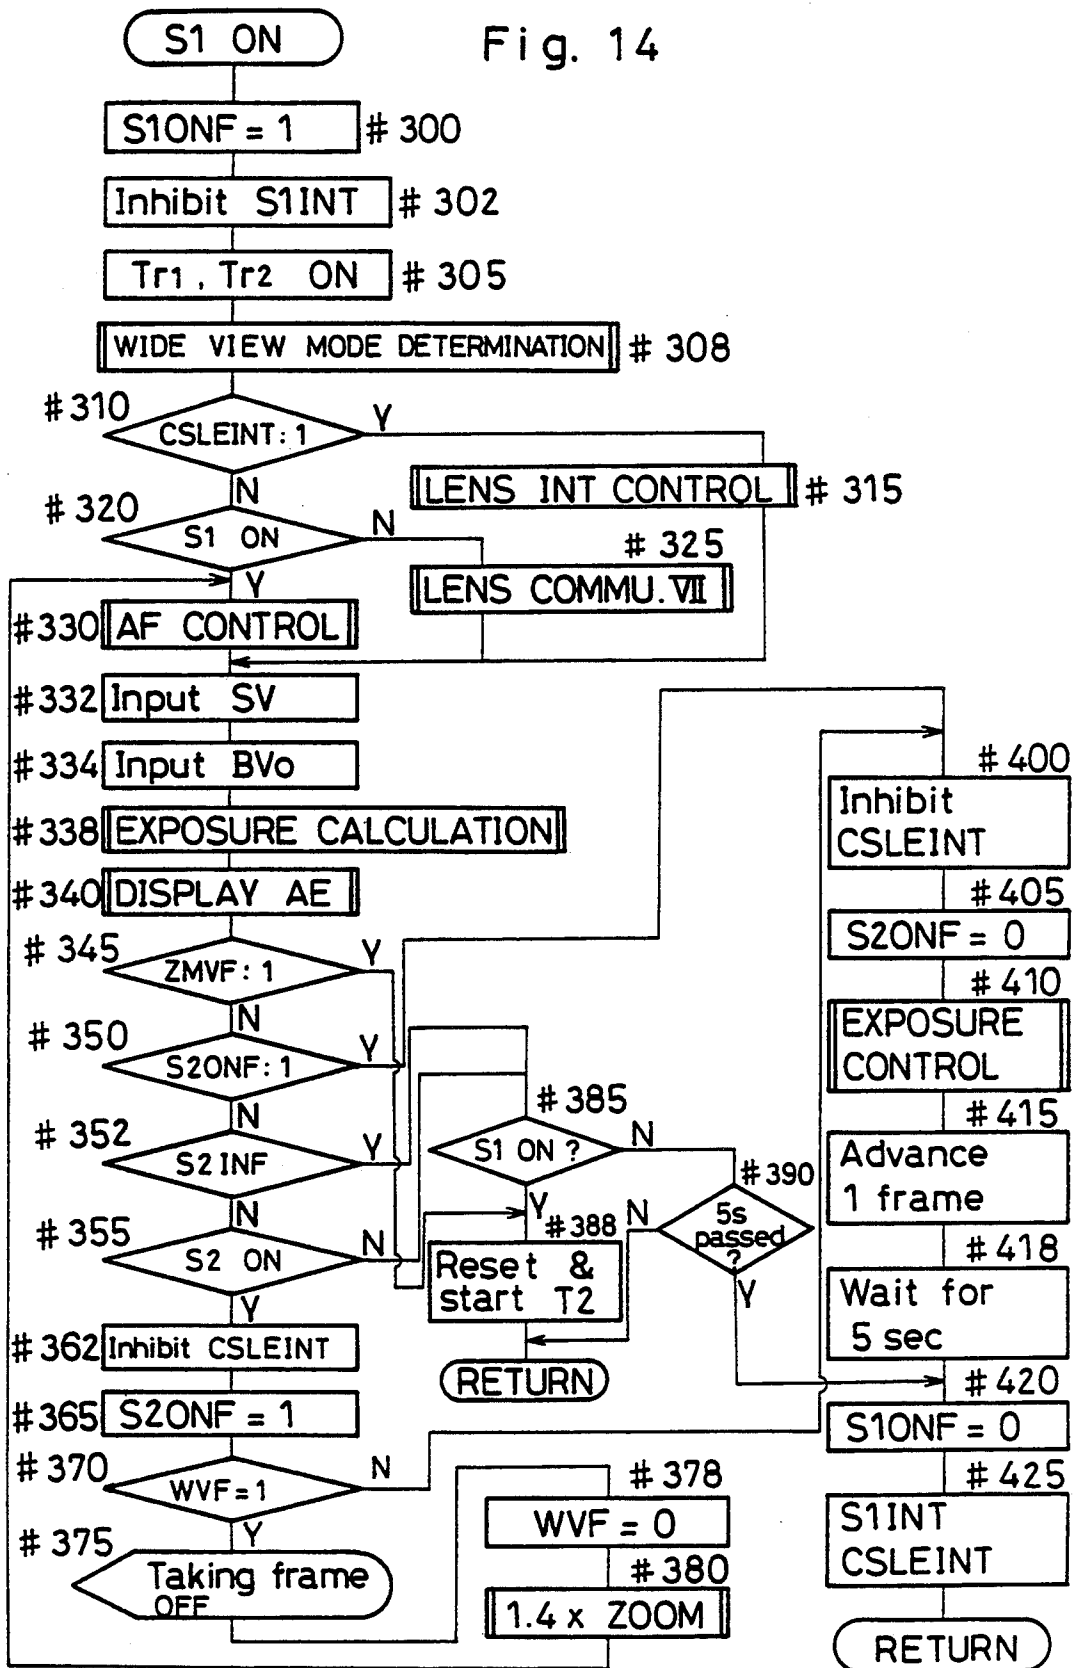 Fig. 14
S1 ON
S1ONF = 1 #300
Inhibit S1INT #302
Tr1, Tr2 ON #305
WIDE VIEW MODE DETERMINATION #308
#310
CSLEINT: 1
Y
N
LENS INT CONTROL #315
#320
S1 ON
N
Y
#325
LENS COMMU. VII
#330 AF CONTROL
#332 Input SV
#334 Input BVo
#338 EXPOSURE CALCULATION
#340 DISPLAY AE
#345
ZMVF: 1
Y
N
#350
S2ONF: 1
Y
N
#352
S2INF
Y
N
#355
S2 ON
N
Y
#362 Inhibit CSLEINT
#365 S2ONF = 1
#370
WVF = 1
N
Y
#375
Taking frame
OFF
#378
WVF = 0
#380
1.4 x ZOOM
#385
S1 ON ?
N
Y
#388
Reset &
start T2
RETURN
#390
5s
passed
?
N
Y
#400
Inhibit
CSLEINT
#405
S2ONF = 0
#410
EXPOSURE
CONTROL
#415
Advance
1 frame
#418
Wait for
5 sec
#420
S1ONF = 0
#425
S1INT
CSLEINT
RETURN